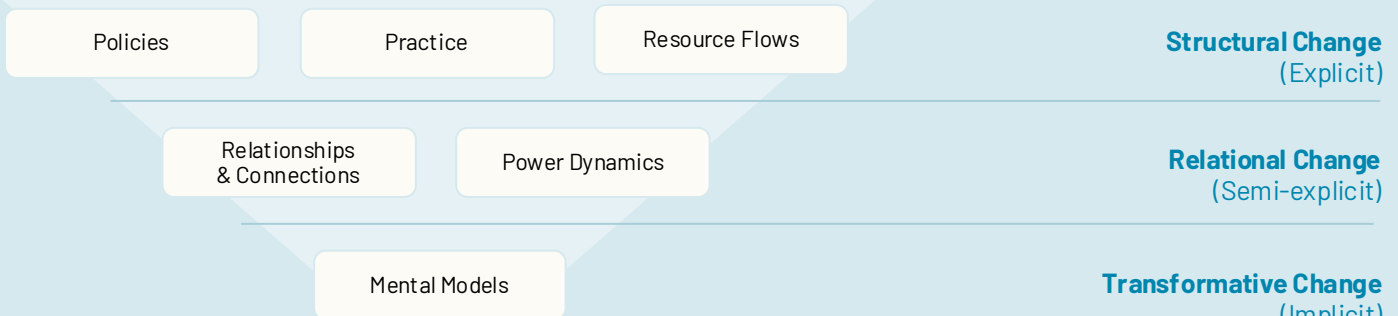 Policies
Practice
Resource Flows
Structural Change
(Explicit)
Relationships
& Connections
Power Dynamics
Relational Change
(Semi-explicit)
Mental Models
Transformative Change
(Implicit)